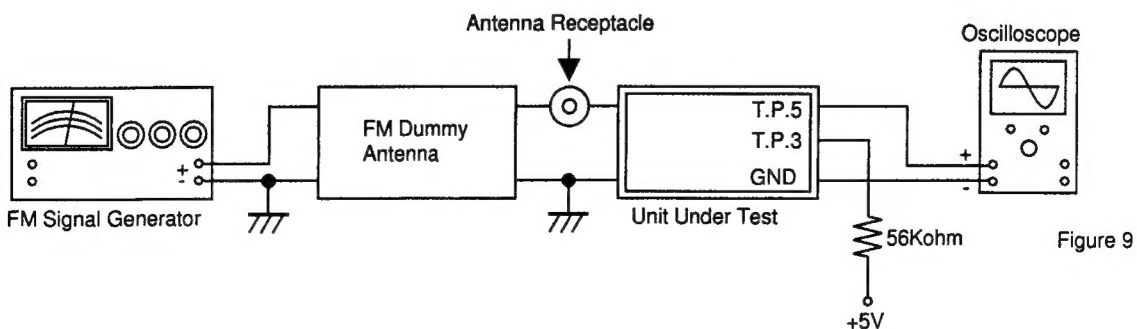 Antenna Receptacle
Oscilloscope
FM Dummy
Antenna
T.P.5
T.P.3
GND
+
-
+
-
FM Signal Generator
Unit Under Test
56Kohm
Figure 9
+5V